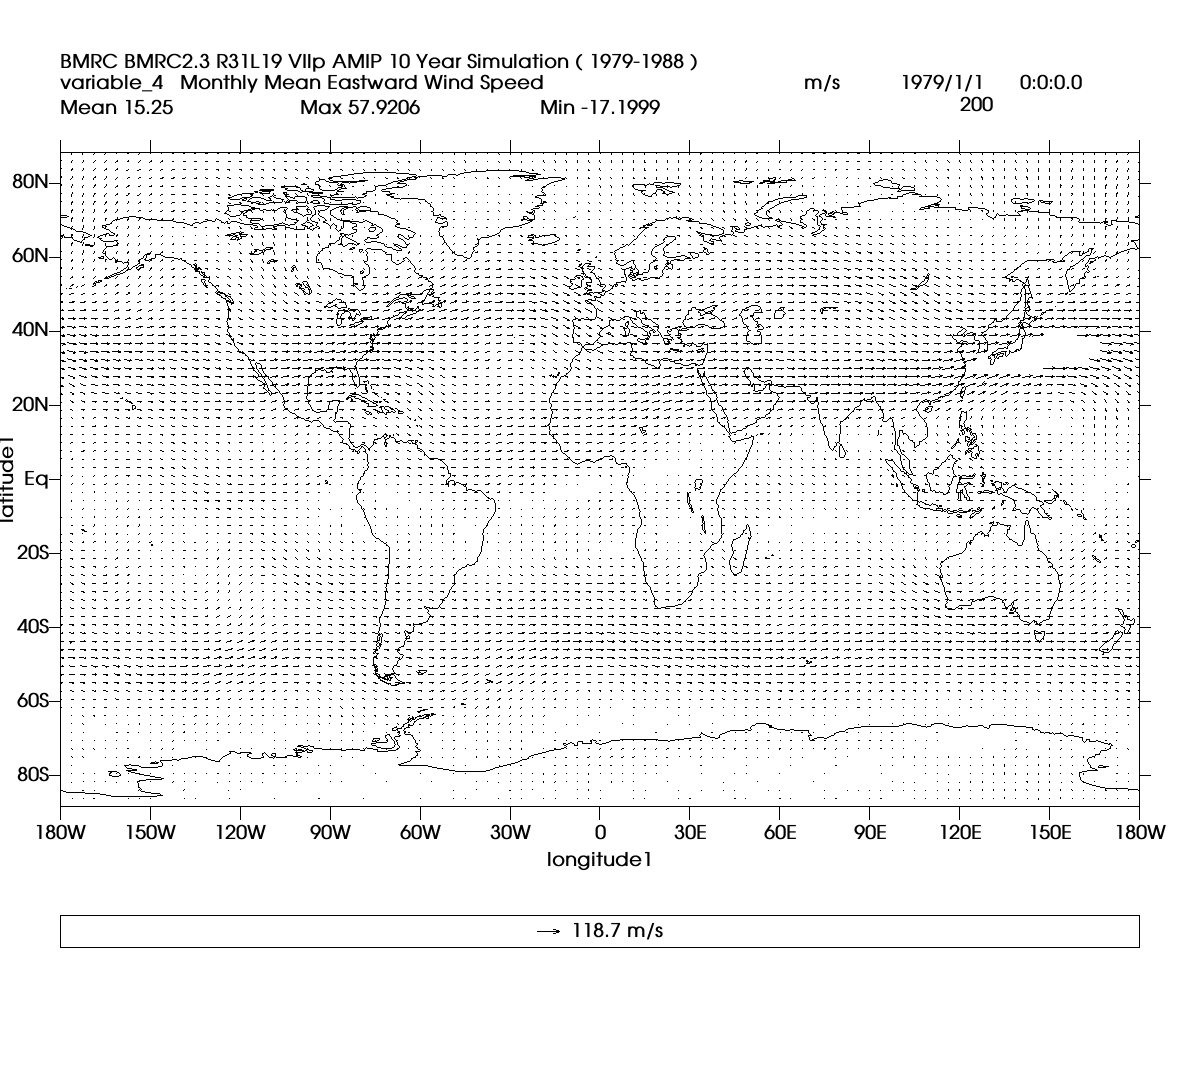 BMRC BMRC2.3 R31L19 VIIp AMIP 10 Year Simulation ( 1979-1988 )
variable_4 Monthly Mean Eastward Wind Speed m/s 1979/1/1 0:0:0.0
Mean 15.25 Max 57.9206 Min -17.1999 200
80N
60N
40N
20N
Eq
20S
40S
60S
80S
latitude1
180W 150W 120W 90W 60W 30W 0 30E 60E 90E 120E 150E 180W
longitude1
118.7 m/s